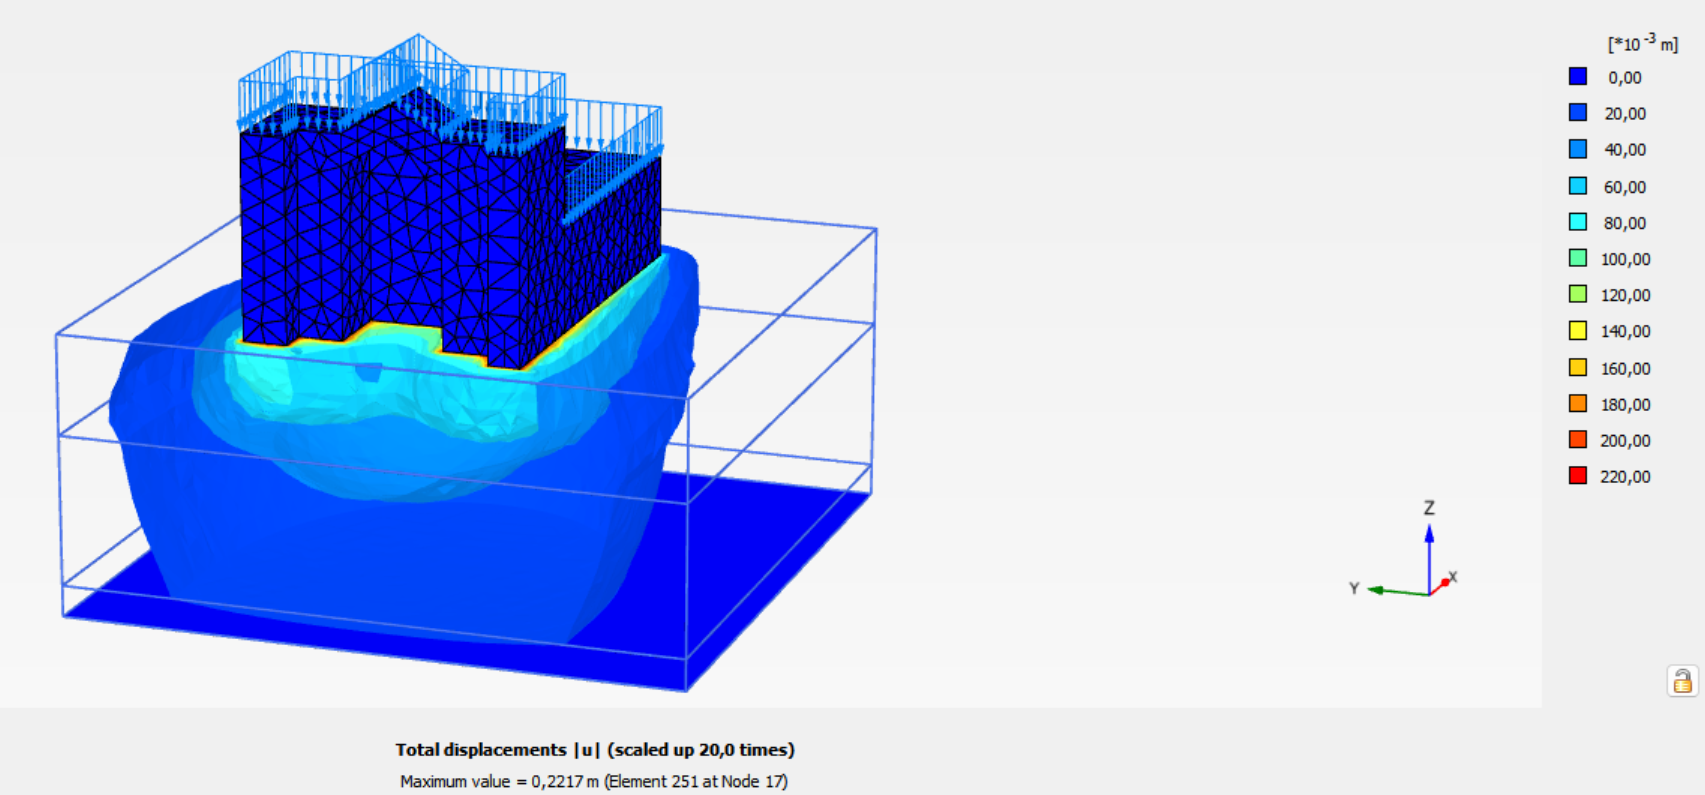 [*10 -3 m]
0,00
20,00
40,00
60,00
80,00
100,00
120,00
140,00
160,00
180,00
200,00
220,00
Z
X
Y
Total displacements |u| (scaled up 20,0 times)
Maximum value = 0,2217 m (Element 251 at Node 17)